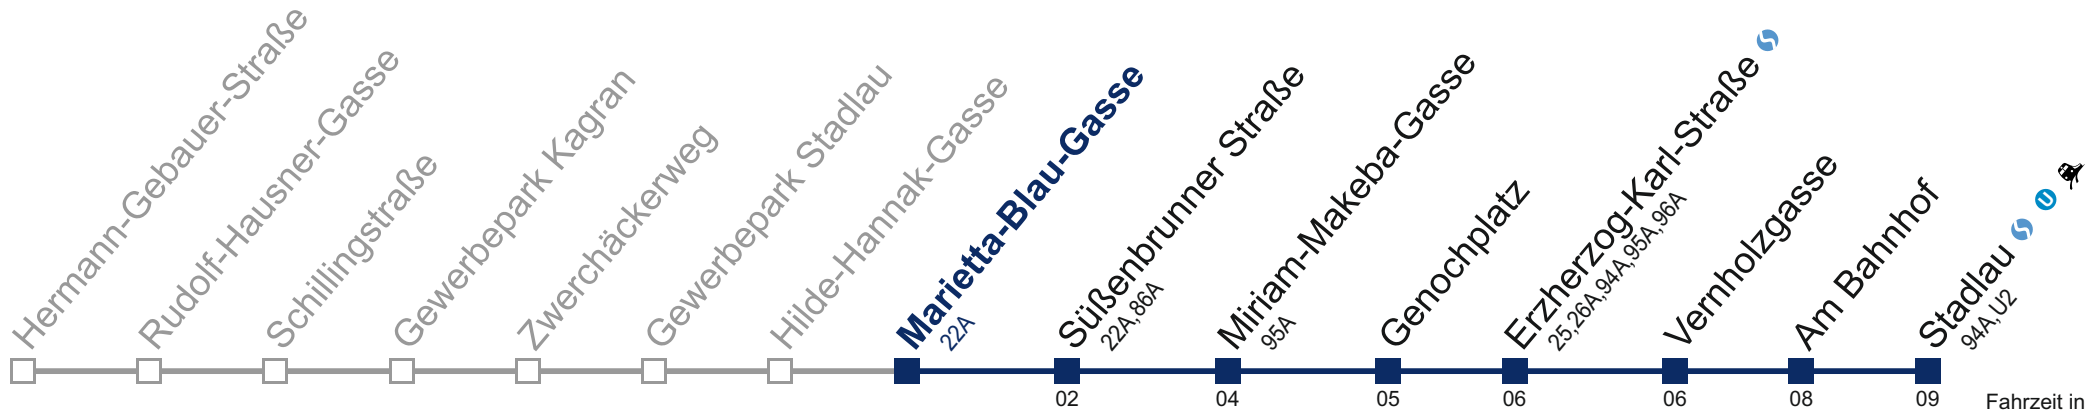 Hermann-Gebauer-Straße
Rudolf-Hausner-Gasse
Schillingstraße
Gewerbepark Kagran
Zwerchäckerweg
Gewerbepark Stadlau
Hilde-Hannak-Gasse
Marietta-Blau-Gasse
22A
Süßenbrunner Straße
22A,86A
Miriam-Makeba-Gasse
95A
Genochplatz
Erzherzog-Karl-Straße S
25,26A,94A,95A,96A
Vernholzgasse
Am Bahnhof
Stadlau S U
94A,U2
02 04 05 06 06 08 09 Fahrzeit in